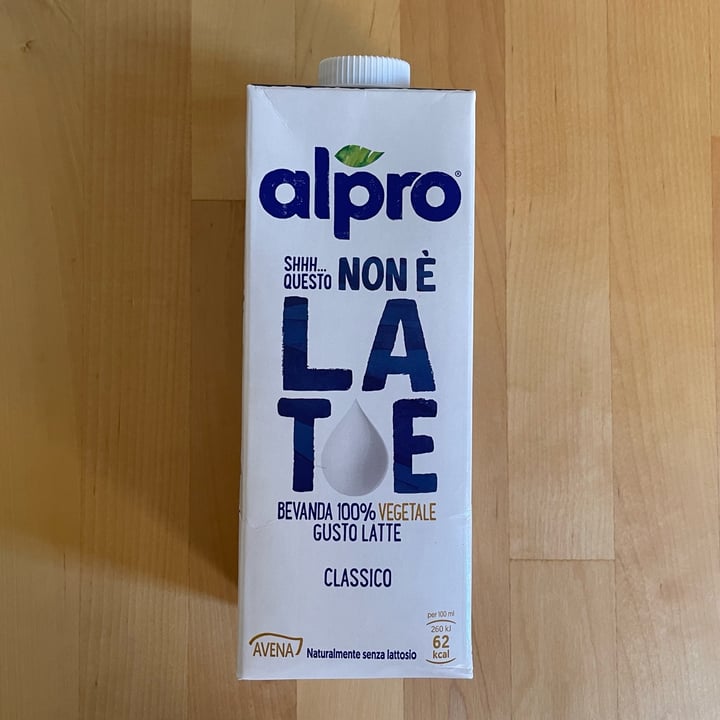 alpro®
SHHH... QUESTO NON È
LA
T E
BEVANDA 100% VEGETALE
GUSTO LATTE
CLASSICO
AVENA
Naturalmente senza lattosio
per 100 ml
260 kJ
62
kcal